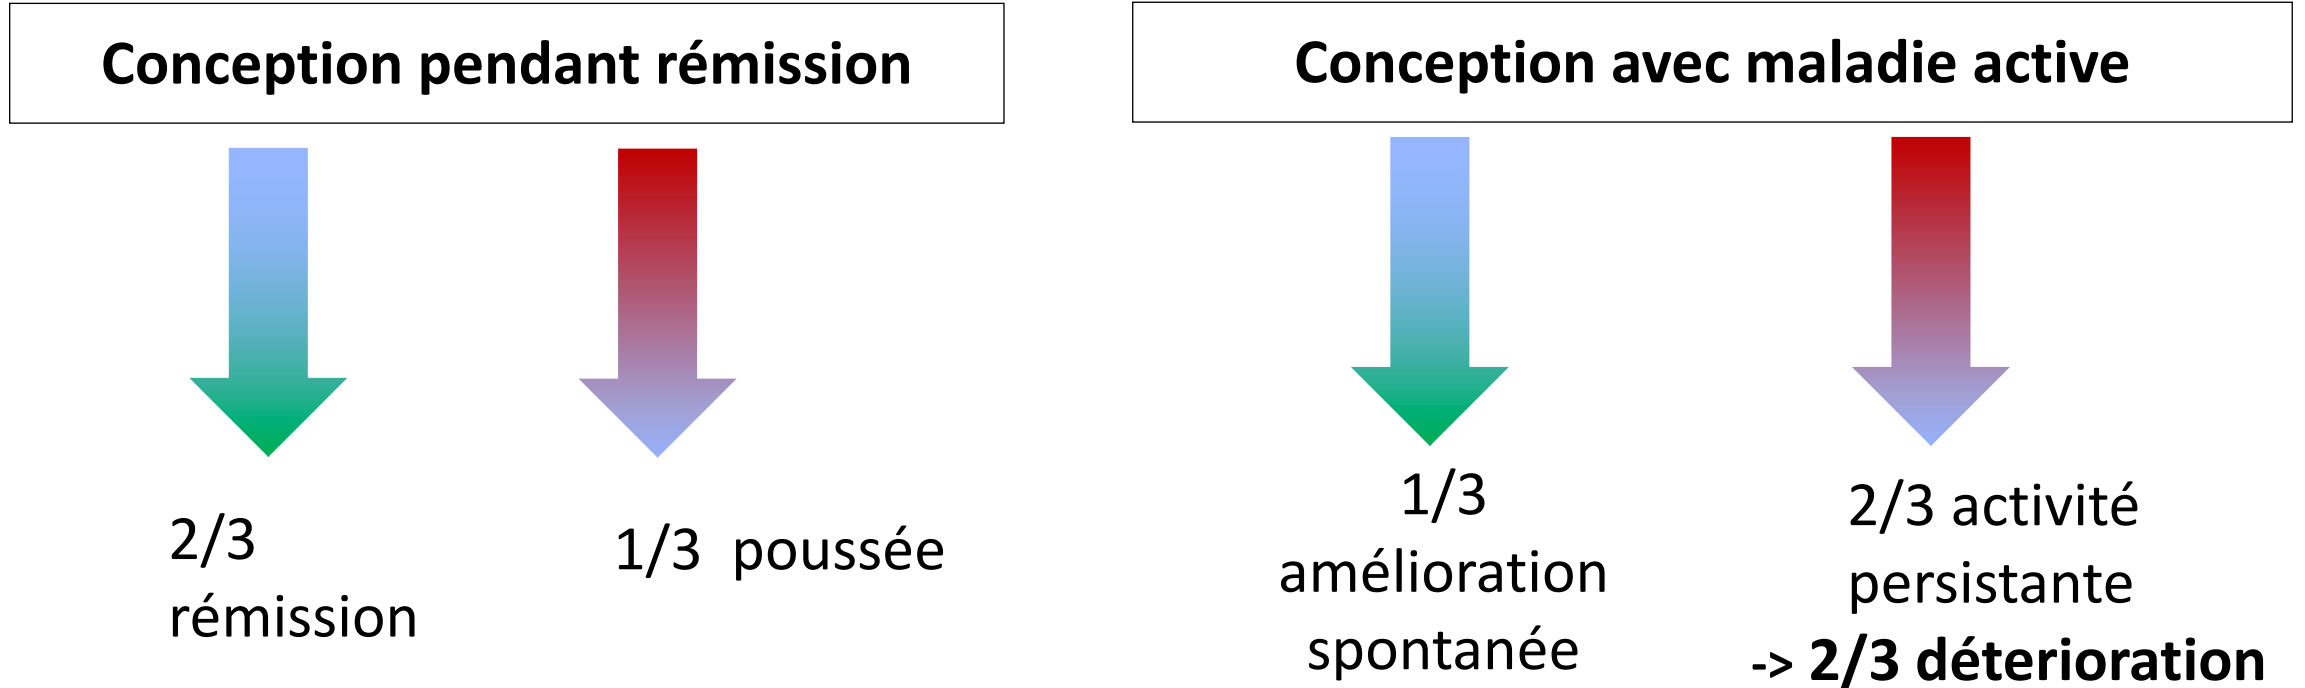 Conception pendant rémission
2/3
rémission
1/3 poussée
Conception avec maladie active
1/3
amélioration
spontanée
2/3 activité
persistante
-> 2/3 déterioration